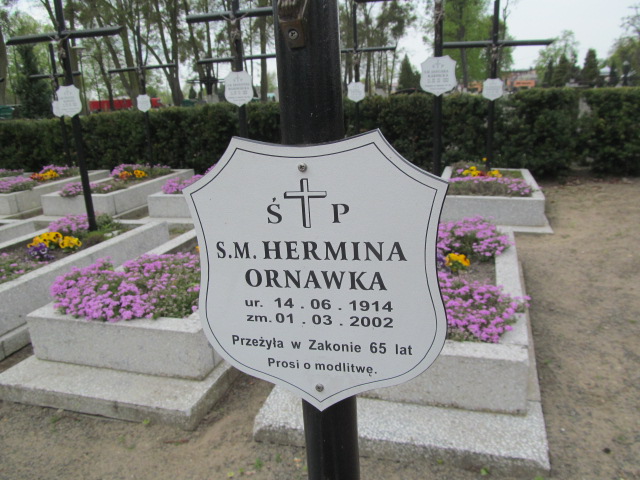 Ś P
S.M. HERMINA
ORNAWKA
ur. 14.06.1914
zm. 01.03.2002
Przeżyła w Zakonie 65 lat
Prosi o modlitwę.